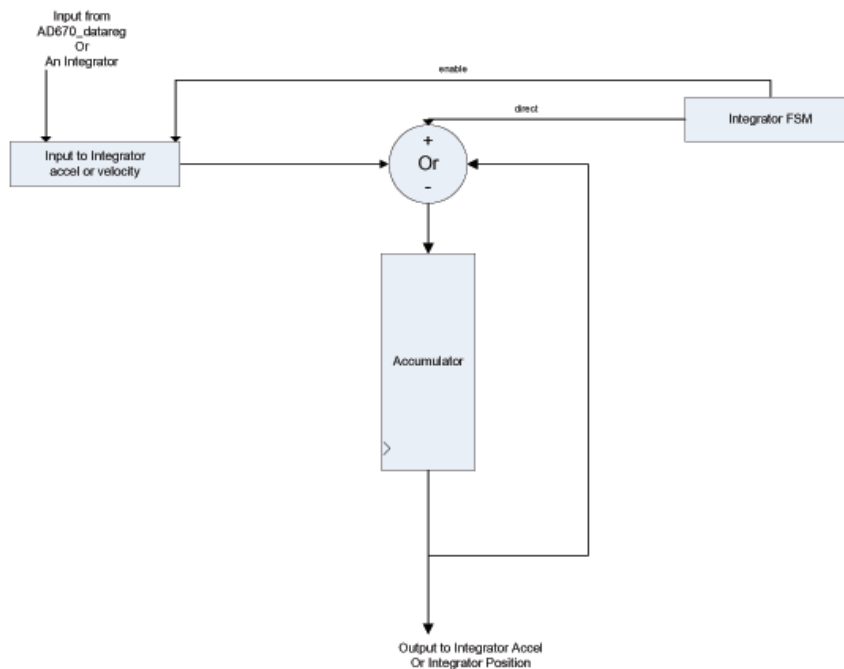 Input from
AD670_datareg
Or
An Integrator
enable
direct
Integrator FSM
Input to Integrator
accel or velocity
+
Or
-
Accumulator
Output to Integrator Accel
Or Integrator Position